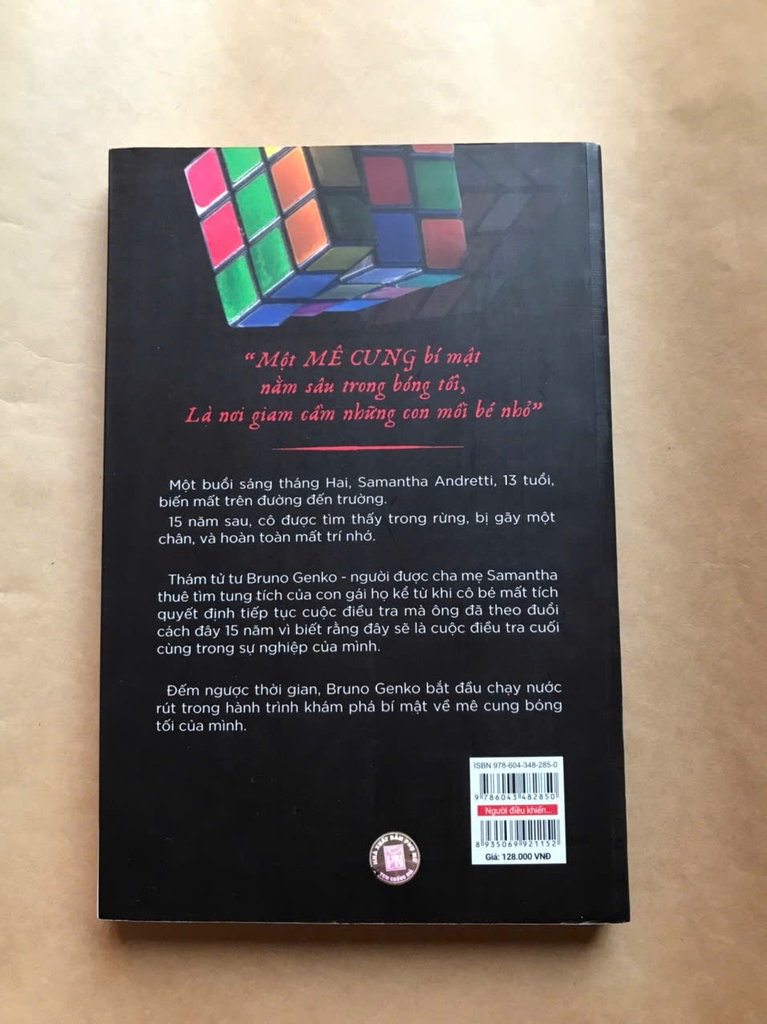 “Một MÊ CUNG bí mật
nằm sâu trong bóng tối,
Là nơi giam cầm những con mồi bé nhỏ”
Một buổi sáng tháng Hai, Samantha Andretti, 13 tuổi,
biến mất trên đường đến trường.
15 năm sau, cô được tìm thấy trong rừng, bị gãy một
chân, và hoàn toàn mất trí nhớ.
Thám tử tư Bruno Genko - người được cha mẹ Samantha
thuê tìm tung tích của con gái họ kể từ khi cô bé mất tích
quyết định tiếp tục cuộc điều tra mà ông đã theo đuổi
cách đây 15 năm vì biết rằng đây sẽ là cuộc điều tra cuối
cùng trong sự nghiệp của mình.
Đếm ngược thời gian, Bruno Genko bắt đầu chạy nước
rút trong hành trình khám phá bí mật về mê cung bóng
tối của mình.
ISBN 978-604-348-285-0
9 786043 482850
Người điều khiển...
8 935069 921152
Giá: 128.000 VNĐ